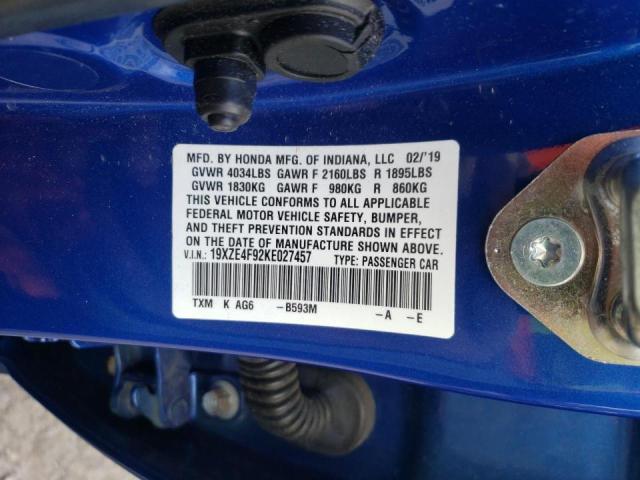 MFD. BY HONDA MFG. OF INDIANA, LLC 02/'19
GVWR 4034LBS GAWR F 2160LBS R 1895LBS
GVWR 1830KG GAWR F 980KG R 860KG
THIS VEHICLE CONFORMS TO ALL APPLICABLE
FEDERAL MOTOR VEHICLE SAFETY, BUMPER,
AND THEFT PREVENTION STANDARDS IN EFFECT
ON THE DATE OF MANUFACTURE SHOWN ABOVE.
V.I.N.: 19XZE4F92KE027457 TYPE: PASSENGER CAR
TXM K AG6 -B593M -A -E